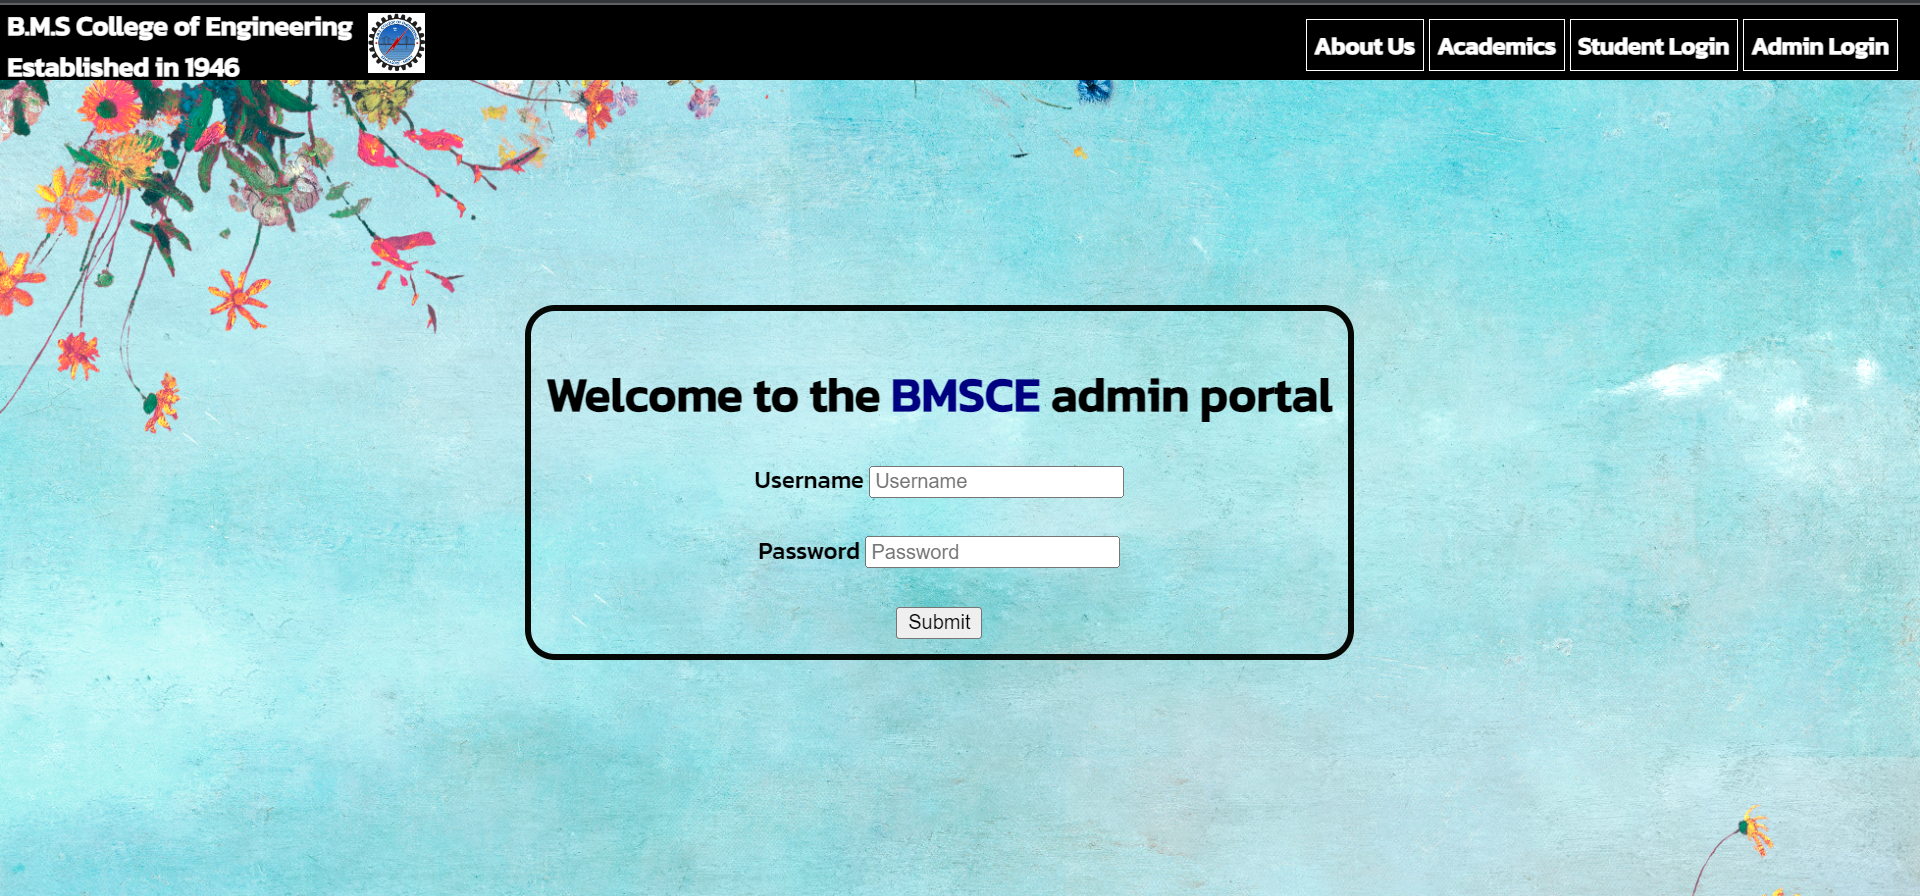 B.M.S College of Engineering
Established in 1946
About Us
Academics
Student Login
Admin Login
Welcome to the BMSCE admin portal
Username Username
Password Password
Submit